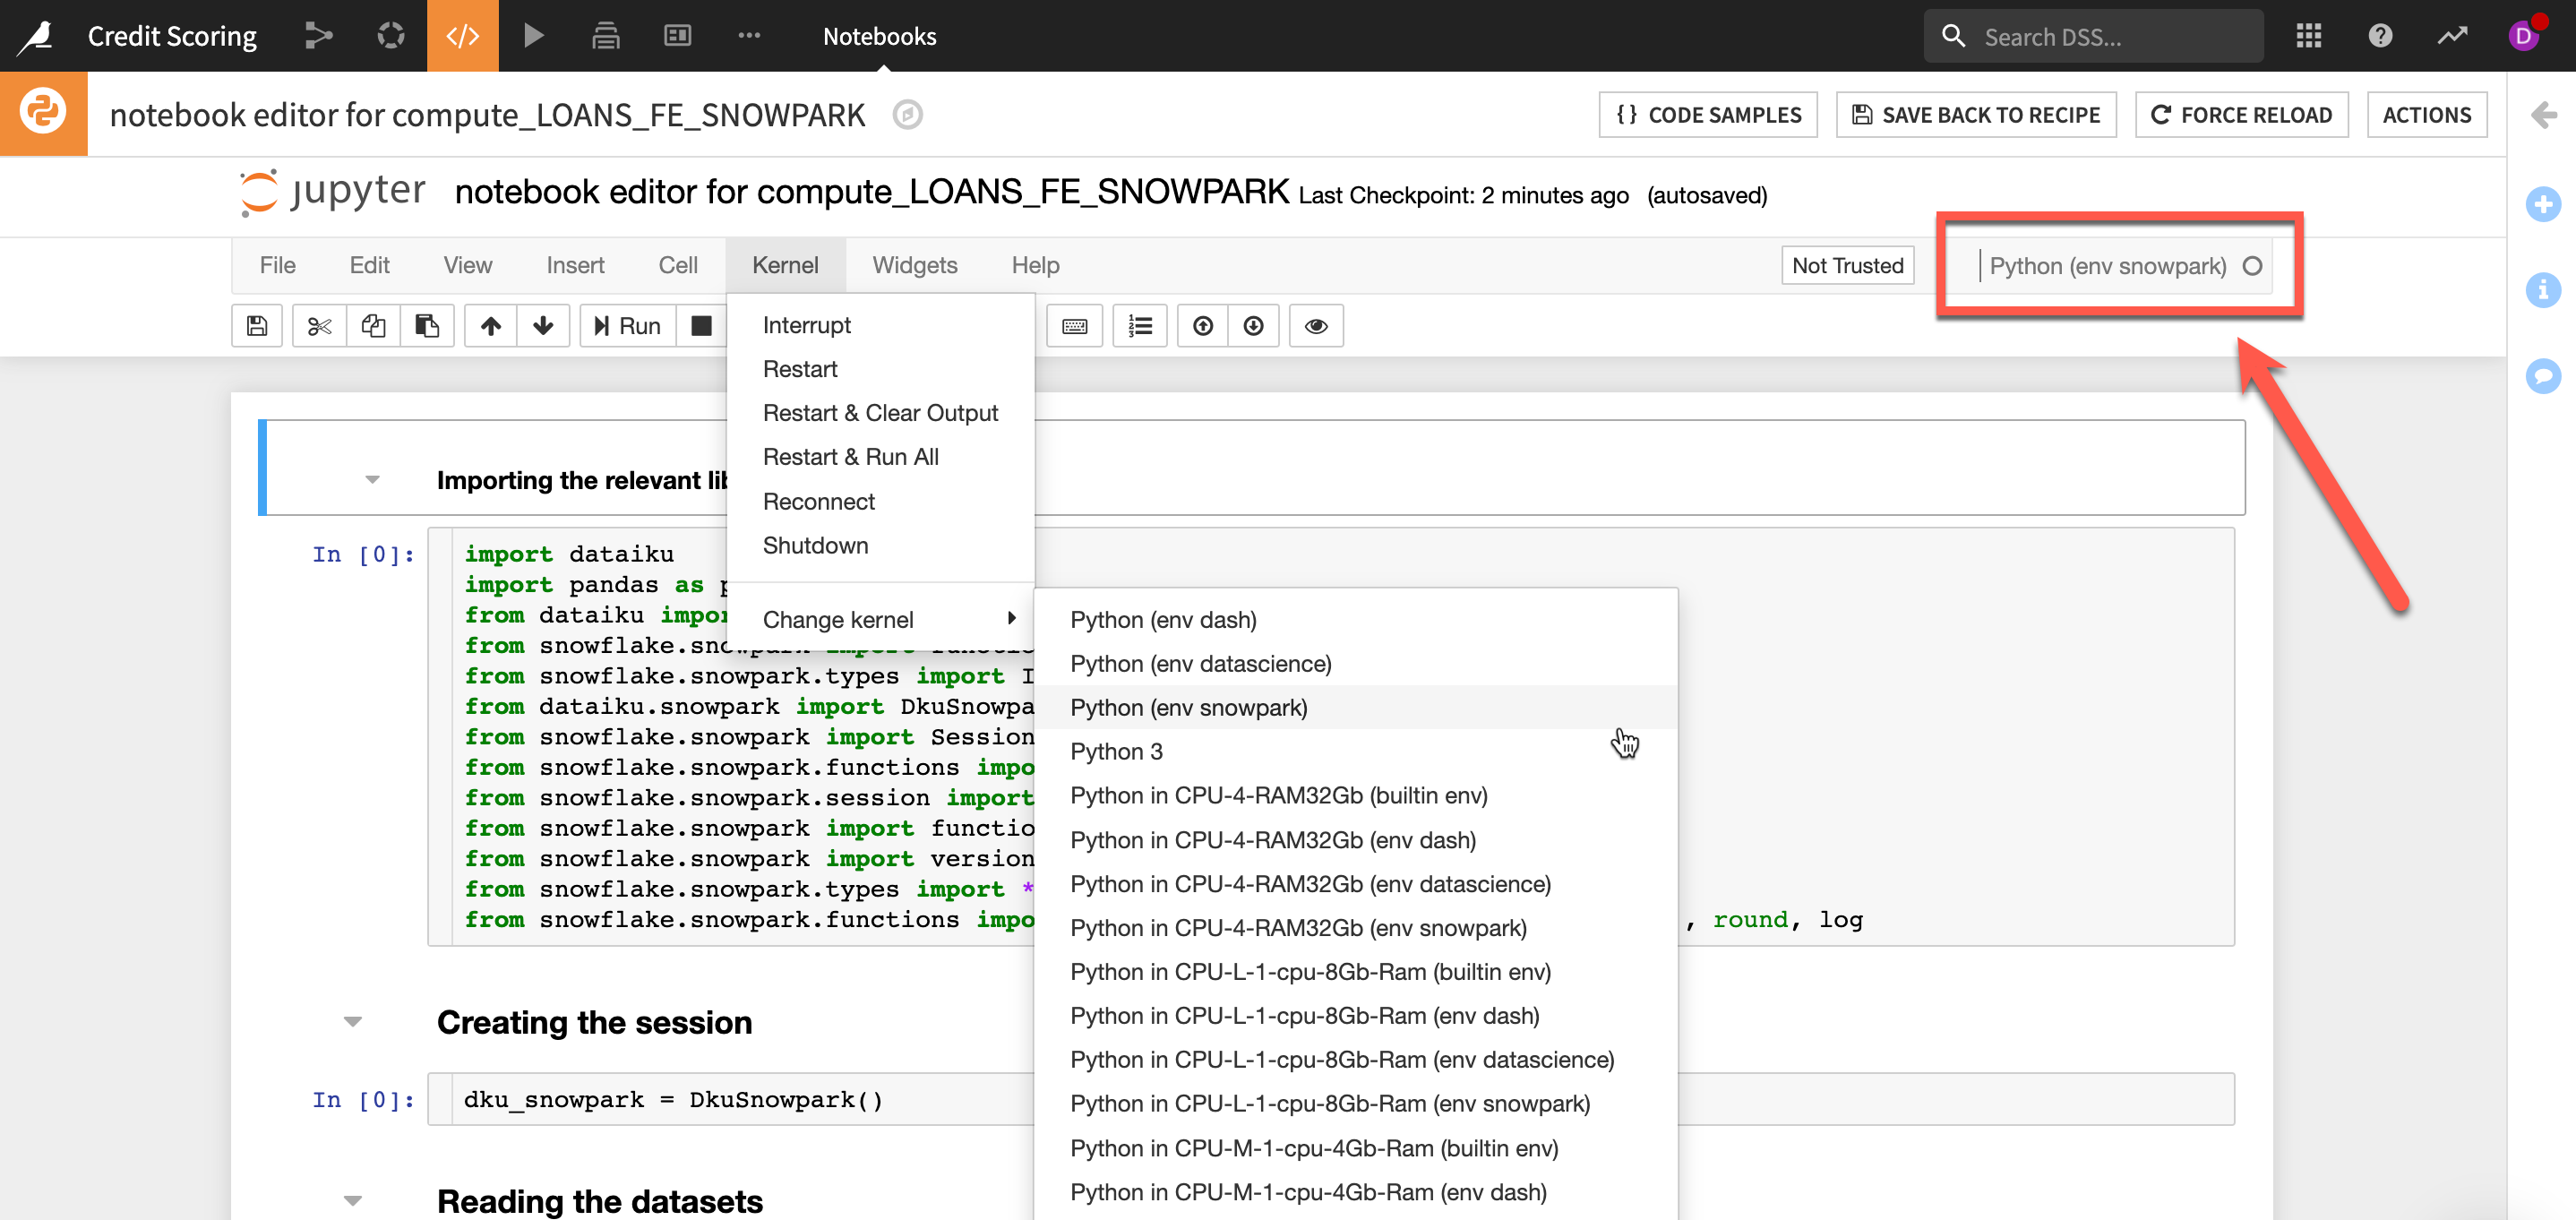 Credit Scoring
Notebooks
Search DSS...
D
notebook editor for compute_LOANS_FE_SNOWPARK
{ } CODE SAMPLES
SAVE BACK TO RECIPE
FORCE RELOAD
ACTIONS
jupyter
notebook editor for compute_LOANS_FE_SNOWPARK Last Checkpoint: 2 minutes ago (autosaved)
File
Edit
View
Insert
Cell
Kernel
Widgets
Help
Not Trusted
Python (env snowpark)
Run
Interrupt
Restart
Restart & Clear Output
Restart & Run All
Reconnect
Shutdown
Change kernel
Python (env dash)
Python (env datascience)
Python (env snowpark)
Python 3
Python in CPU-4-RAM32Gb (builtin env)
Python in CPU-4-RAM32Gb (env dash)
Python in CPU-4-RAM32Gb (env datascience)
Python in CPU-4-RAM32Gb (env snowpark)
Python in CPU-L-1-cpu-8Gb-Ram (builtin env)
Python in CPU-L-1-cpu-8Gb-Ram (env dash)
Python in CPU-L-1-cpu-8Gb-Ram (env datascience)
Python in CPU-L-1-cpu-8Gb-Ram (env snowpark)
Python in CPU-M-1-cpu-4Gb-Ram (builtin env)
Python in CPU-M-1-cpu-4Gb-Ram (env dash)
Importing the relevant
In [0]:
import dataiku
import pandas as
from dataiku
from
from snowflake.snowpark.types import
from dataiku.snowpark import
from snowflake.snowpark import Session
from snowflake.snowpark.functions
from snowflake.snowpark.session import
from snowflake.snowpark import
from snowflake.snowpark import version
from snowflake.snowpark.types import *
from snowflake.snowpark.functions , round, log
Creating the session
In [0]:
dku_snowpark = DkuSnowpark()
Reading the datasets